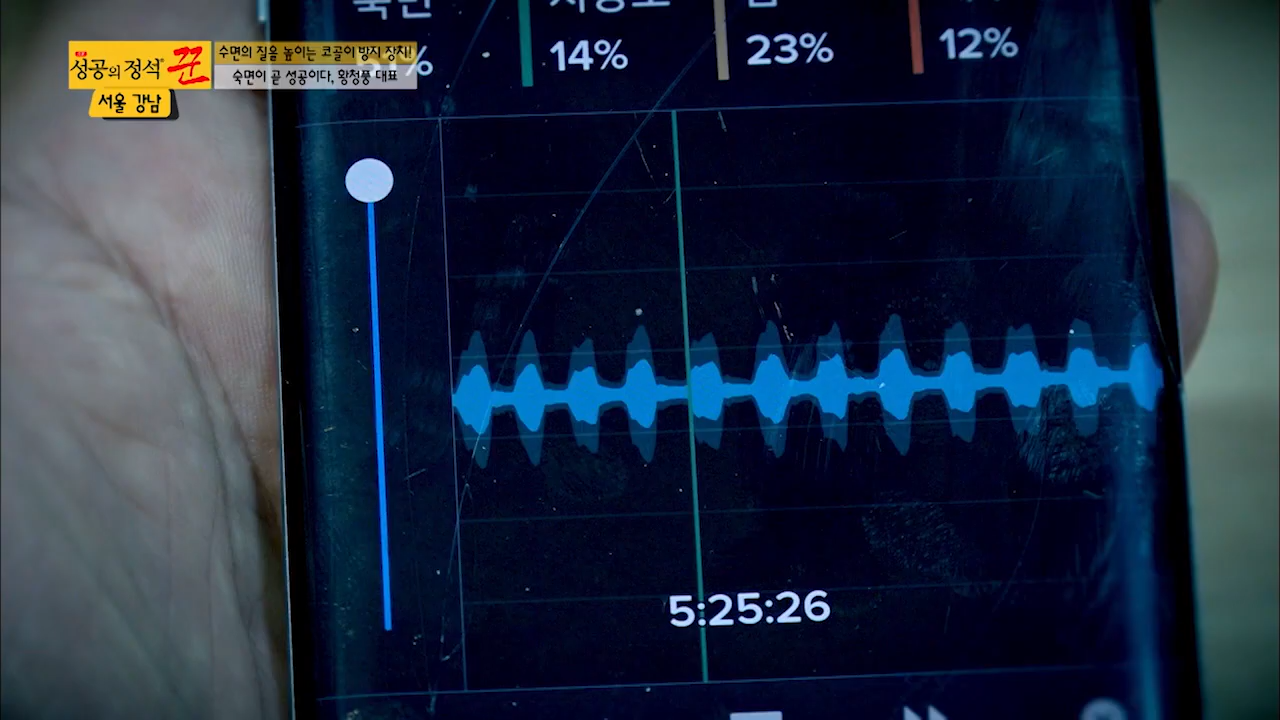 성공의 정석 꾼
서울 강남
수면의 질을 높이는 코골이 방지 장치!
숙면이 곧 성공이다, 황청풍 대표
숙면
14%
23%
12%
5:25:26